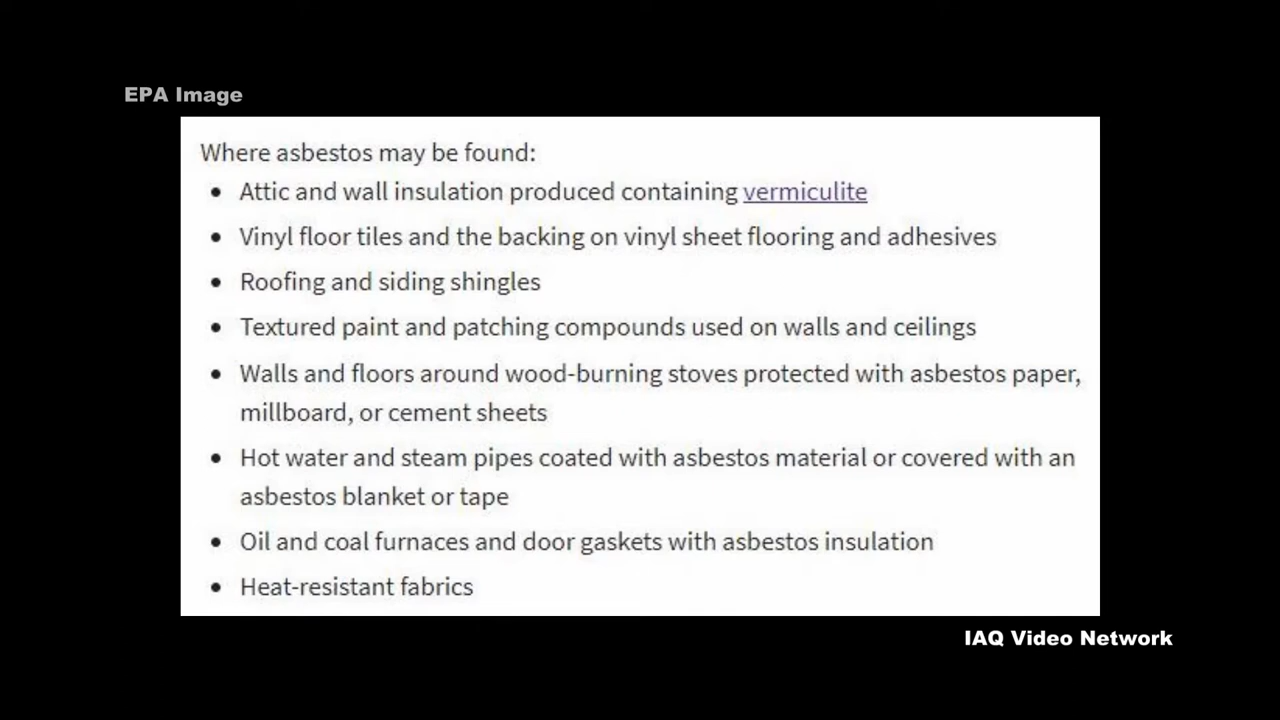 EPA Image
Where asbestos may be found:
• Attic and wall insulation produced containing vermiculite
• Vinyl floor tiles and the backing on vinyl sheet flooring and adhesives
• Roofing and siding shingles
• Textured paint and patching compounds used on walls and ceilings
• Walls and floors around wood-burning stoves protected with asbestos paper,
millboard, or cement sheets
• Hot water and steam pipes coated with asbestos material or covered with an
asbestos blanket or tape
• Oil and coal furnaces and door gaskets with asbestos insulation
• Heat-resistant fabrics
IAQ Video Network